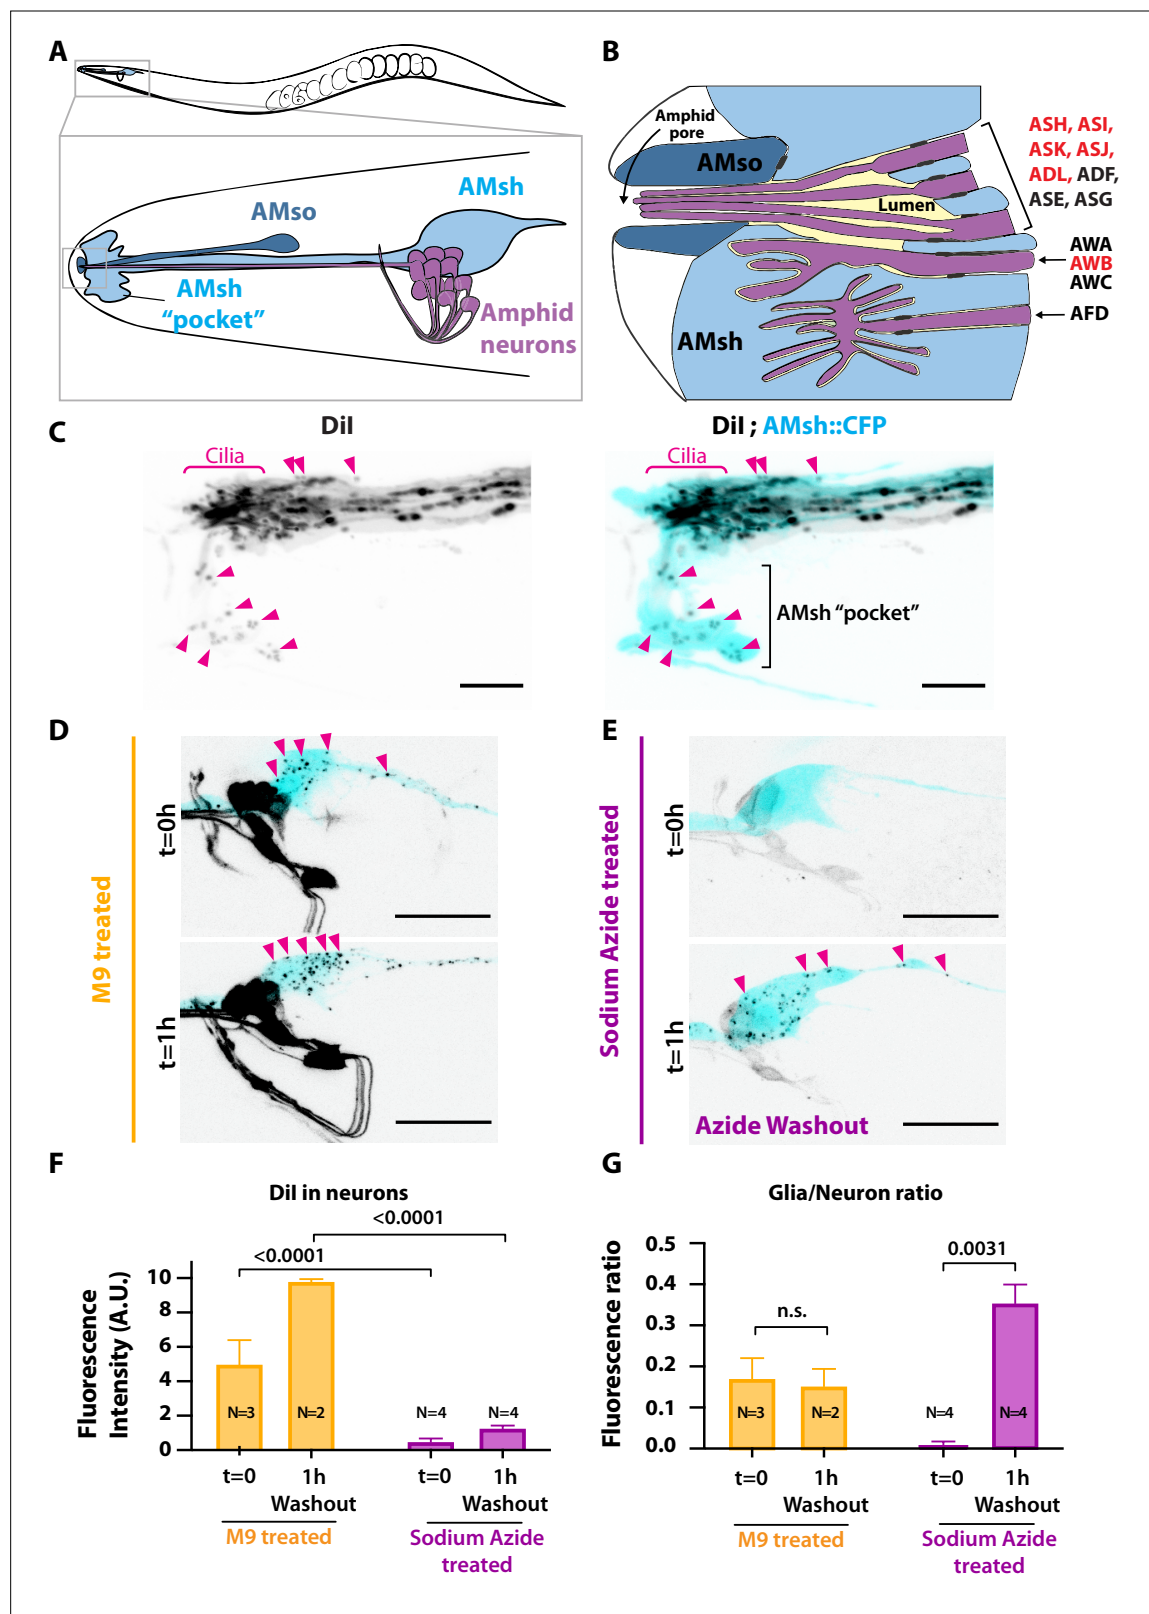 A
AMsh
AMso
AMsh
“pocket”
Amphid
neurons
B
Amphid
pore
AMso
Lumen
AMsh
ASH, ASI,
ASK, ASJ,
ADL, ADF,
ASE, ASG
AWA
AWB
AWC
AFD
C
DiI
Cilia
DiI ; AMsh::CFP
Cilia
AMsh “pocket”
D
M9 treated
t=0h
t=1h
E
Sodium Azide treated
t=0h
t=1h
Azide Washout
F
DiI in neurons
<0.0001
<0.0001
Fluorescence
Intensity (A.U.)
10
8
6
4
2
0
N=3
N=2
N=4
N=4
t=0
1h
Washout
t=0
1h
Washout
M9 treated
Sodium Azide
treated
G
Glia/Neuron ratio
Fluorescence ratio
0.5
0.4
0.3
0.2
0.1
0.0
n.s.
0.0031
N=3
N=2
N=4
N=4
t=0
1h
Washout
t=0
1h
Washout
M9 treated
Sodium Azide
treated